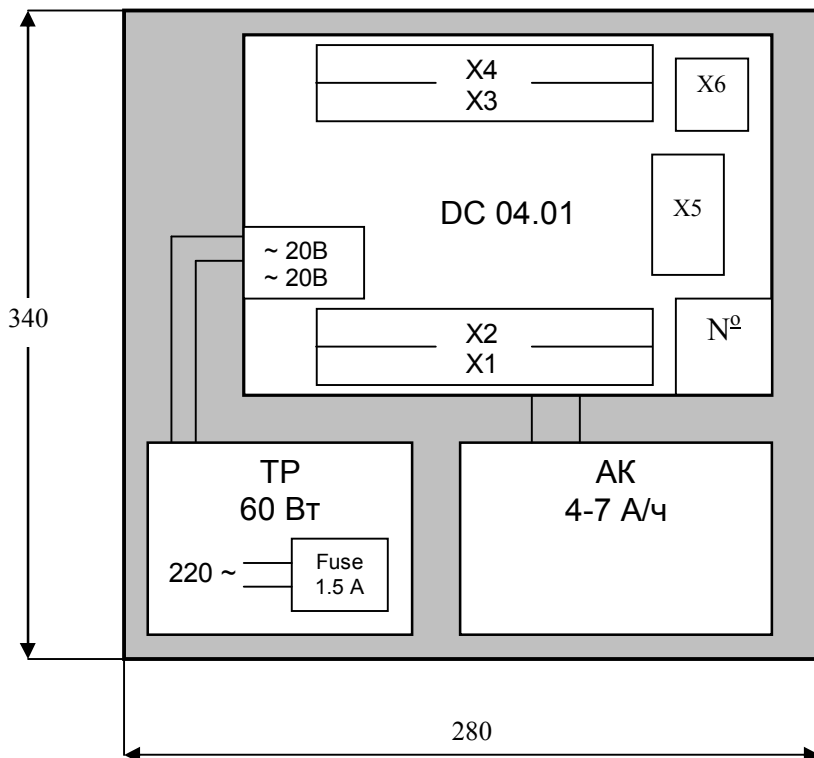 X4
X3
X6
DC 04.01
X5
~ 20В
~ 20В
340
X2
X1
Nº
ТР
60 Вт
220 ~
Fuse
1.5 A
АК
4-7 А/ч
280